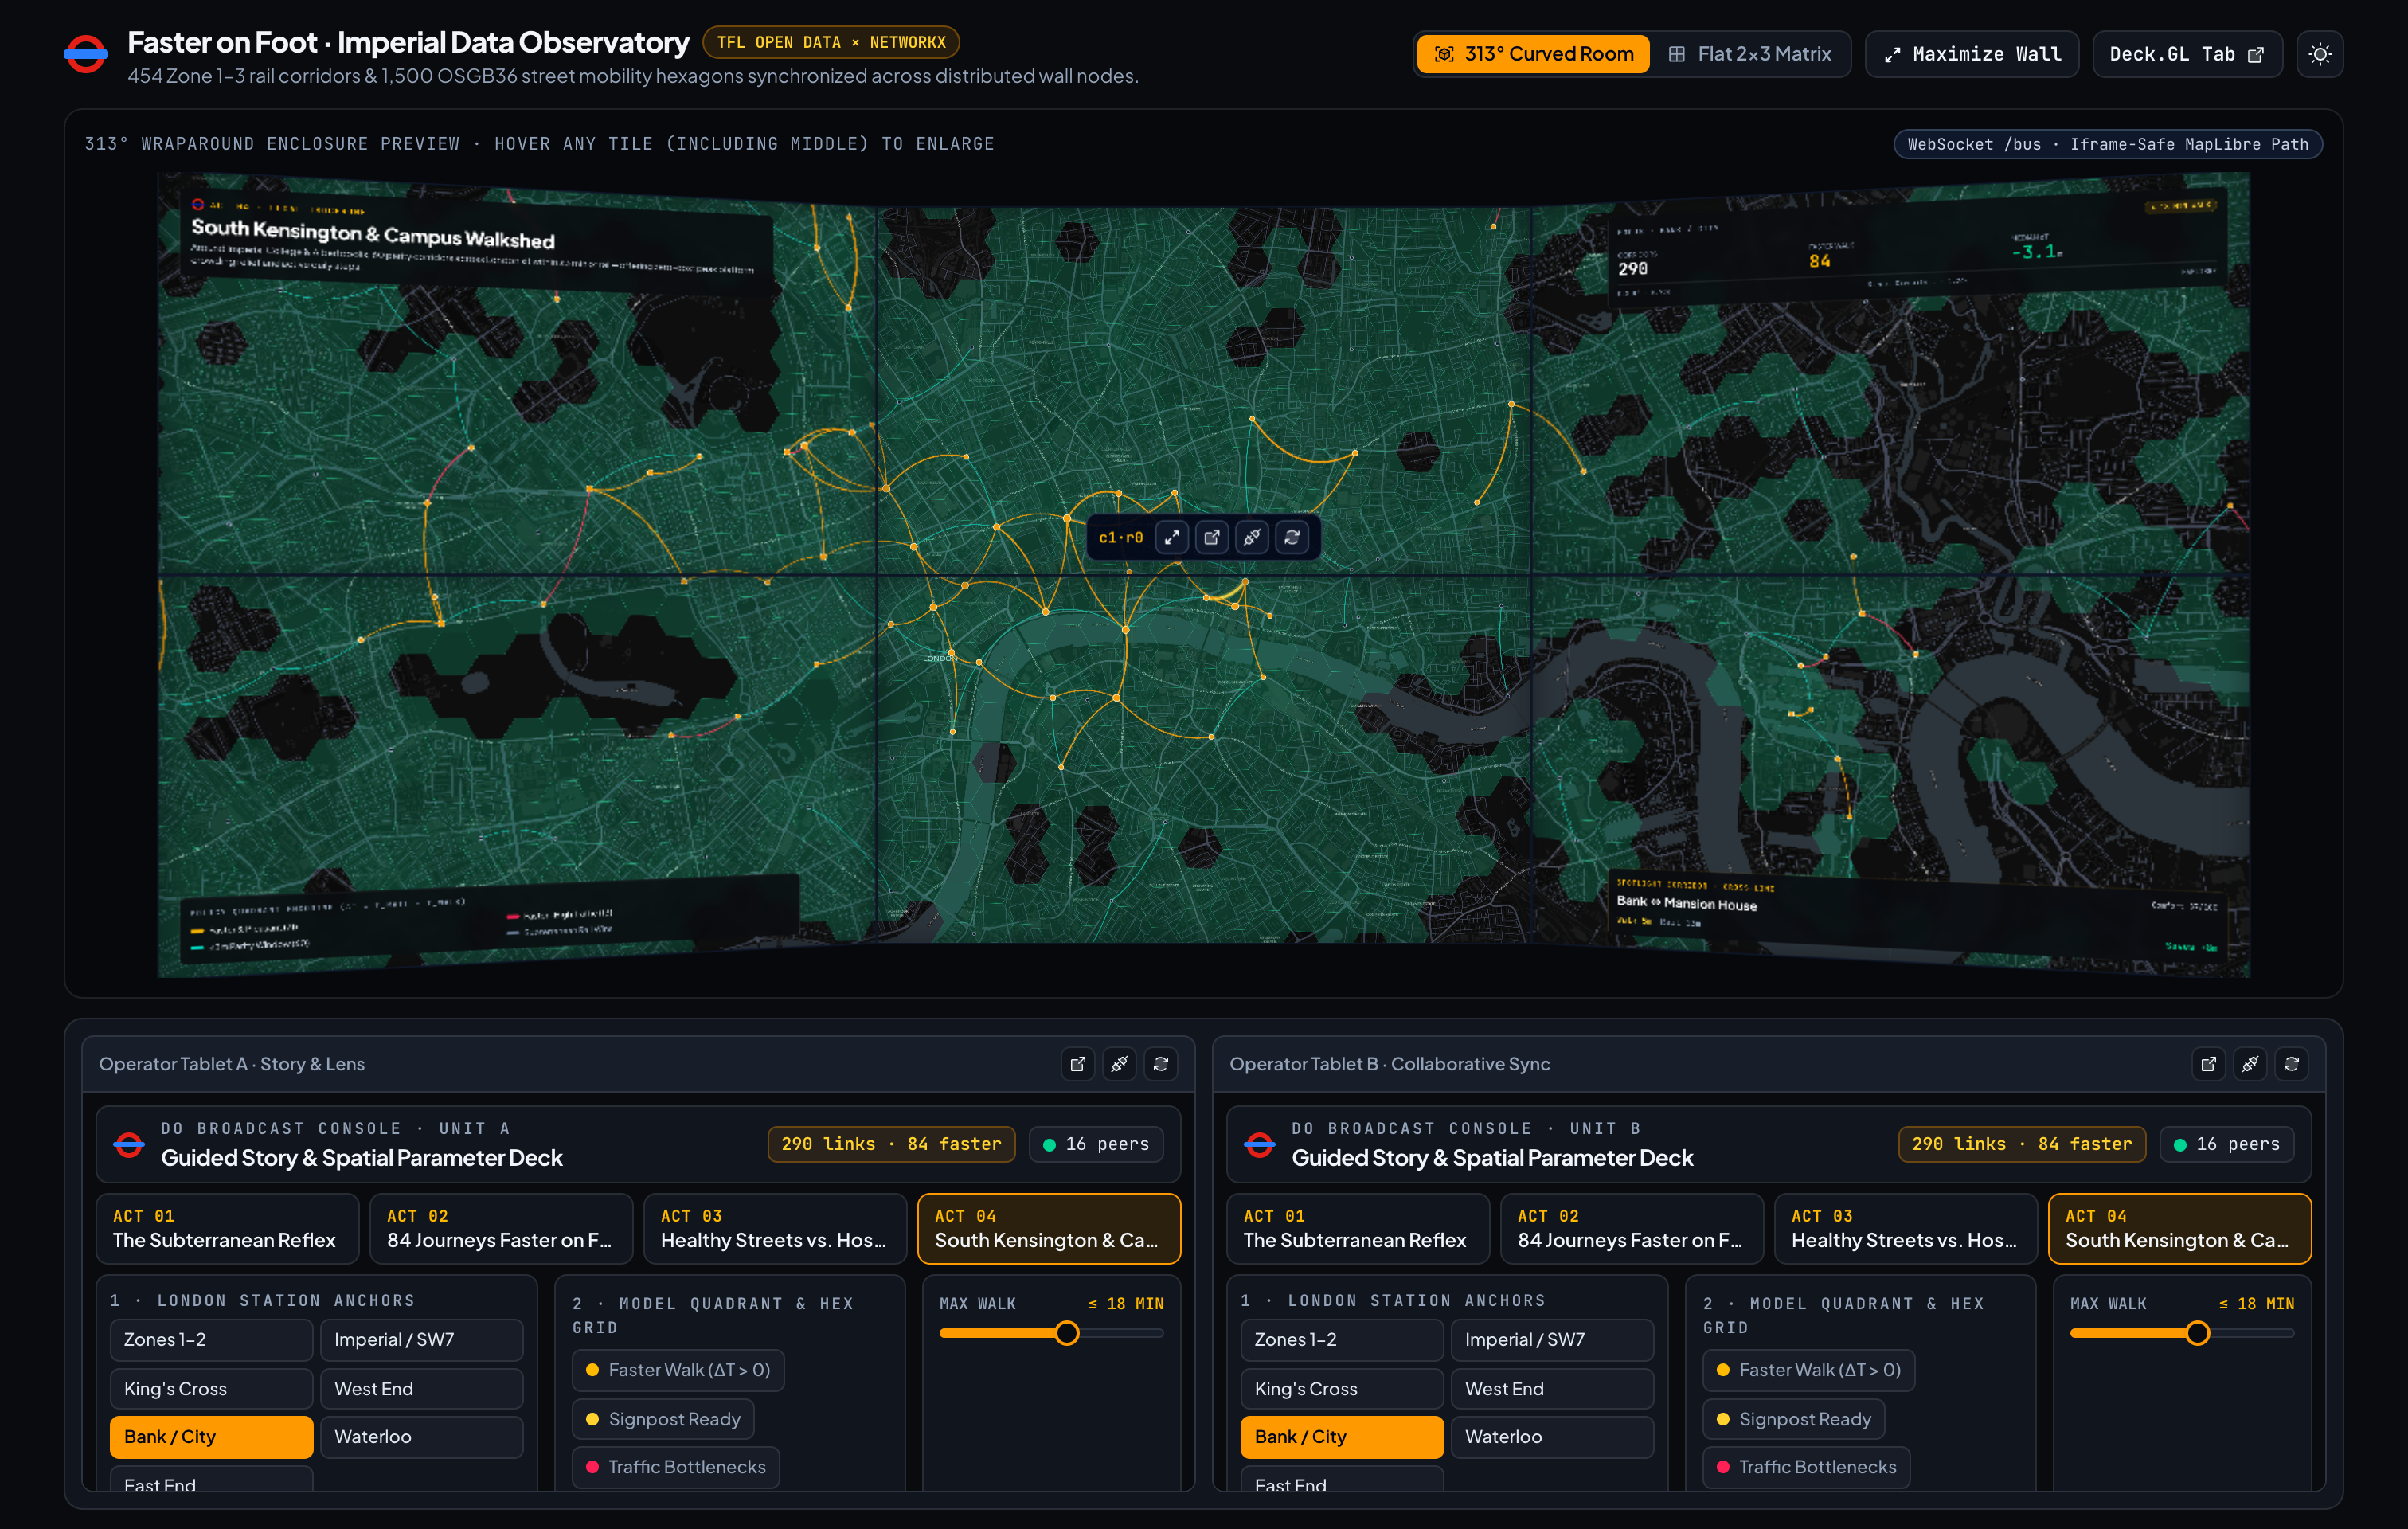 Faster on Foot · Imperial Data Observatory
TFL OPEN DATA × NETWORKX
454 Zone 1–3 rail corridors & 1,500 OSGB36 street mobility hexagons synchronized across distributed wall nodes.
313° Curved Room
Flat 2×3 Matrix
Maximize Wall
Deck.GL Tab
313° WRAPAROUND ENCLOSURE PREVIEW · HOVER ANY TILE (INCLUDING MIDDLE) TO ENLARGE
WebSocket /bus · Iframe-Safe MapLibre Path
South Kensington & Campus Walkshed
290
84
-3.1
c1·r0
LONDON
SPOTLIGHT CORRIDOR · CROSS-LINE
Bank ⇔ Mansion House
Operator Tablet A · Story & Lens
DO BROADCAST CONSOLE · UNIT A
Guided Story & Spatial Parameter Deck
290 links · 84 faster
16 peers
ACT 01
The Subterranean Reflex
ACT 02
84 Journeys Faster on F...
ACT 03
Healthy Streets vs. Hos...
ACT 04
South Kensington & Ca...
1 · LONDON STATION ANCHORS
Zones 1–2
Imperial / SW7
King's Cross
West End
Bank / City
Waterloo
East End
2 · MODEL QUADRANT & HEX
GRID
Faster Walk (ΔT > 0)
Signpost Ready
Traffic Bottlenecks
MAX WALK
≤ 18 MIN
Operator Tablet B · Collaborative Sync
DO BROADCAST CONSOLE · UNIT B
Guided Story & Spatial Parameter Deck
290 links · 84 faster
16 peers
ACT 01
The Subterranean Reflex
ACT 02
84 Journeys Faster on F...
ACT 03
Healthy Streets vs. Hos...
ACT 04
South Kensington & Ca...
1 · LONDON STATION ANCHORS
Zones 1–2
Imperial / SW7
King's Cross
West End
Bank / City
Waterloo
East End
2 · MODEL QUADRANT & HEX
GRID
Faster Walk (ΔT > 0)
Signpost Ready
Traffic Bottlenecks
MAX WALK
≤ 18 MIN